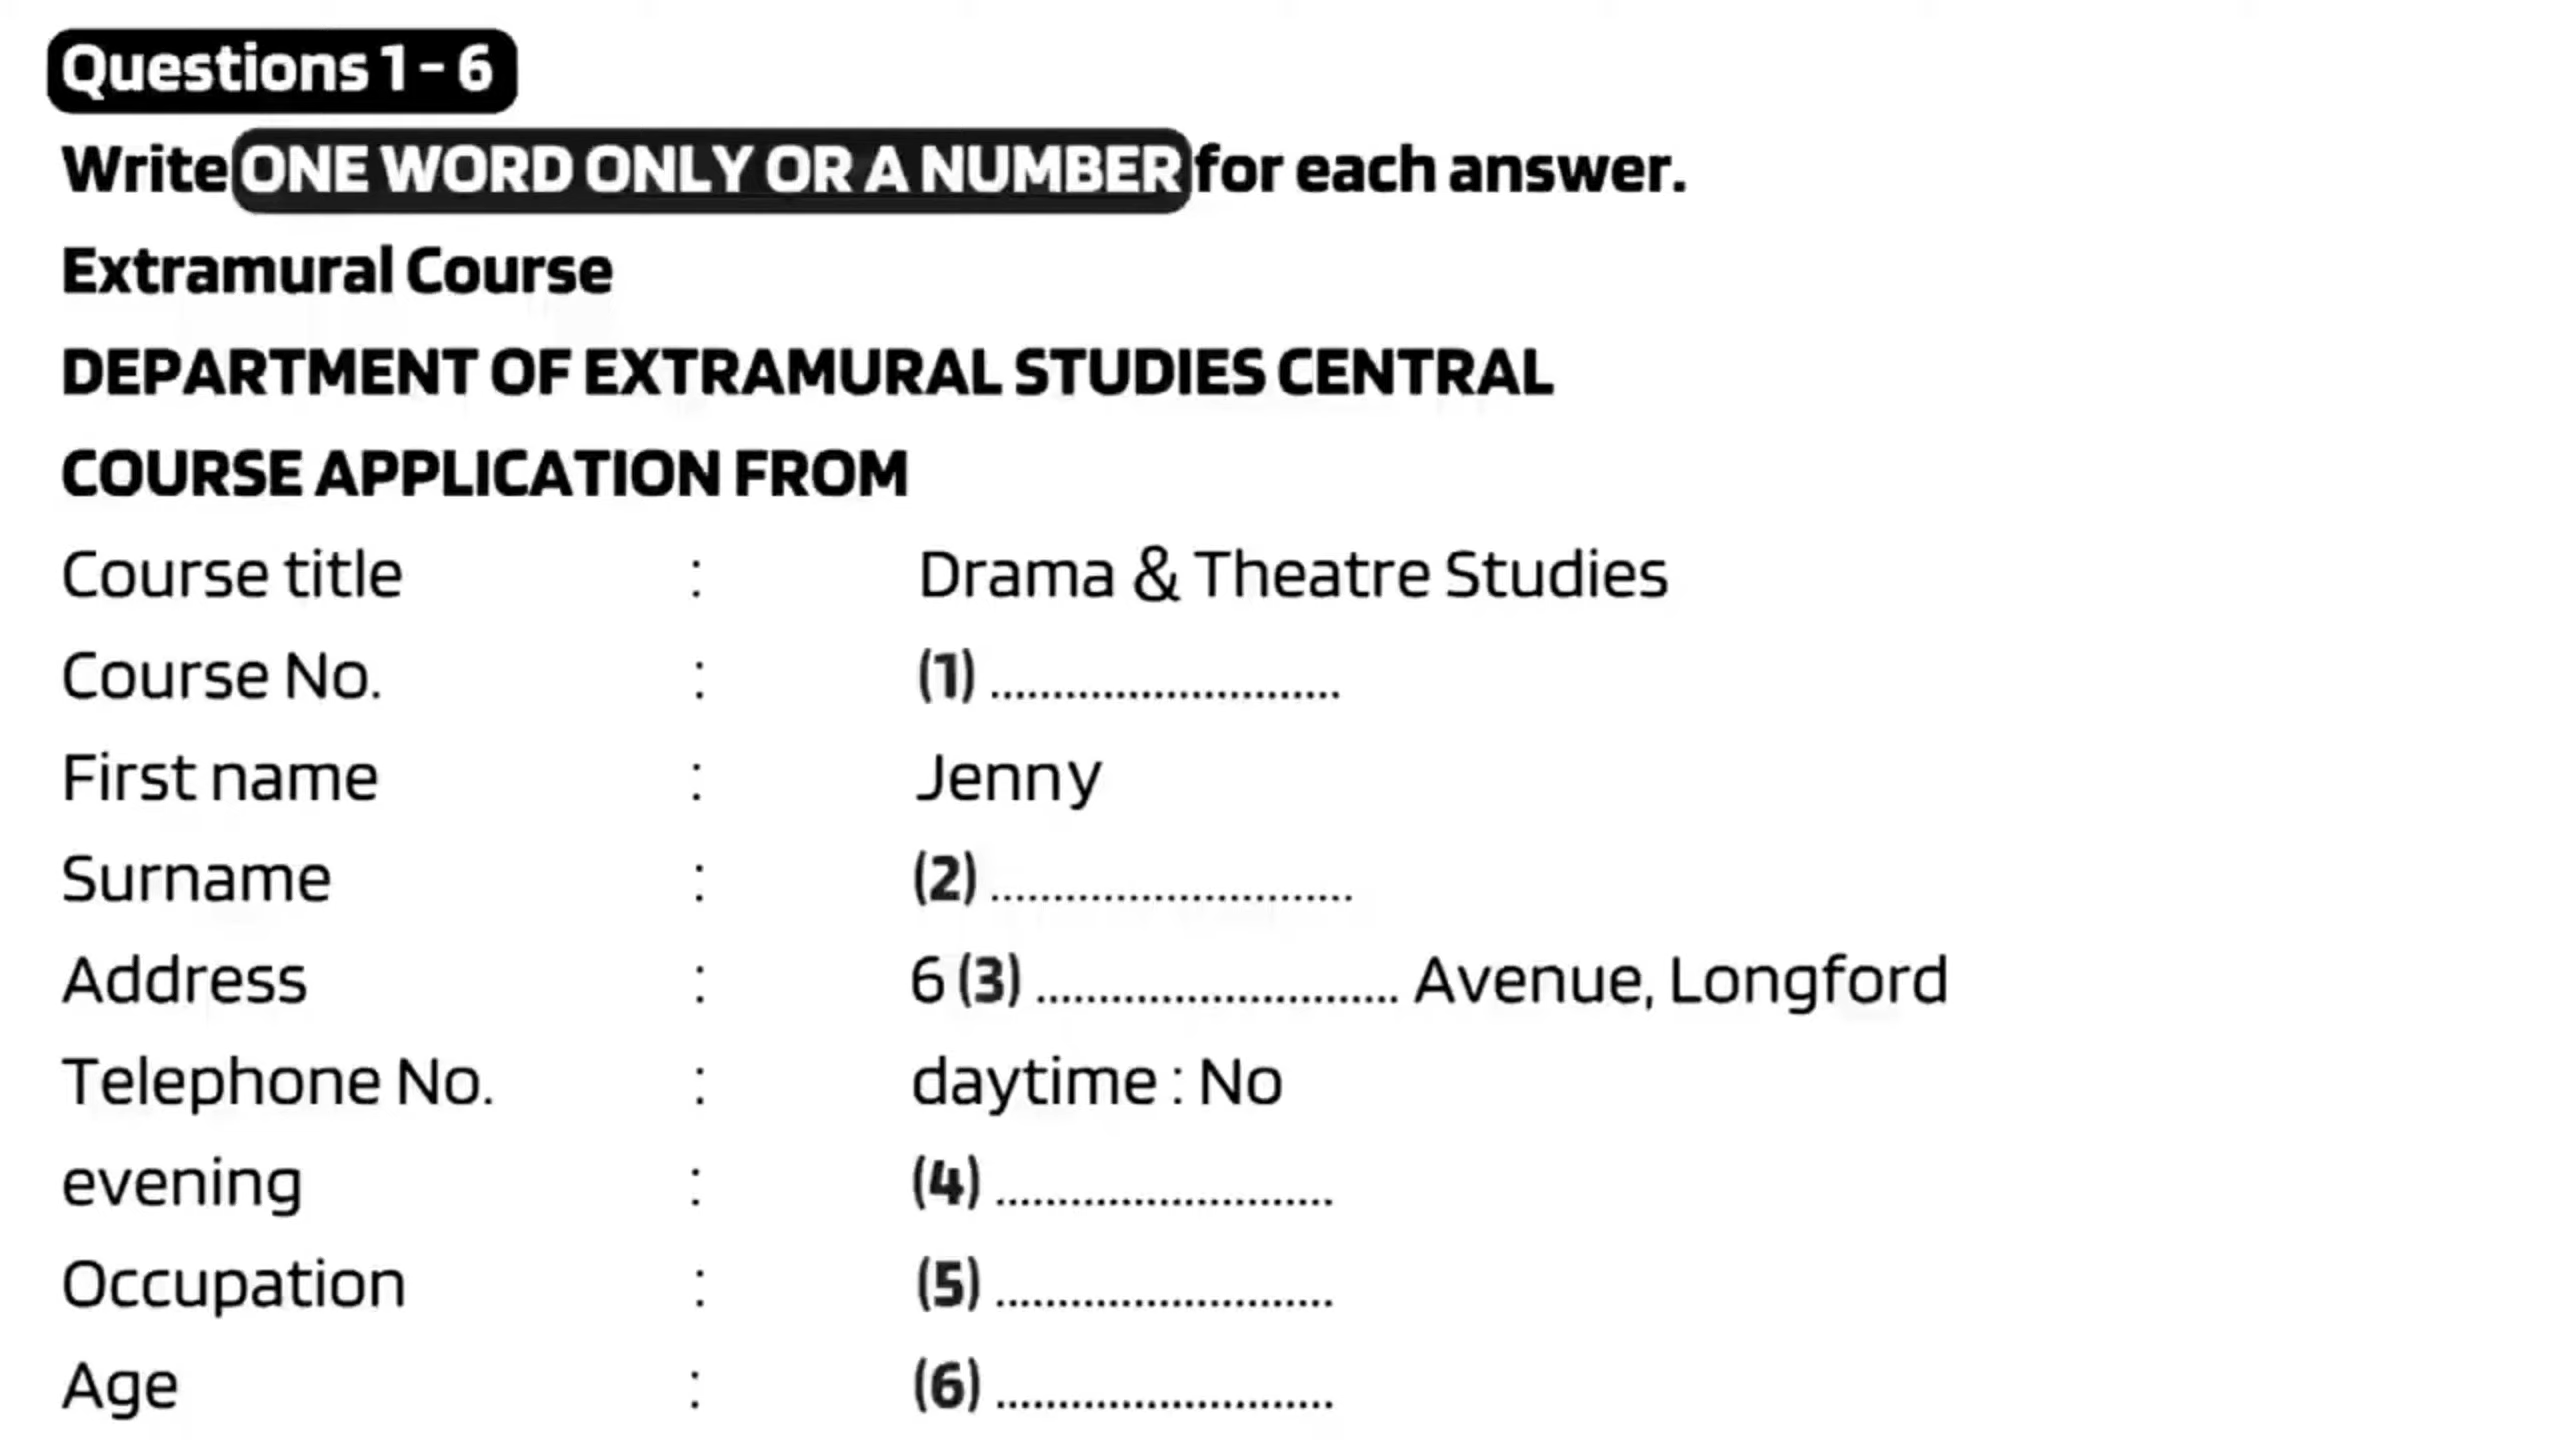 Questions 1 - 6
Write ONE WORD ONLY OR A NUMBER for each answer.
Extramural Course
DEPARTMENT OF EXTRAMURAL STUDIES CENTRAL
COURSE APPLICATION FROM
Course title : Drama & Theatre Studies
Course No. : (1) ............................
First name : Jenny
Surname : (2) .............................
Address : 6 (3) ............................. Avenue, Longford
Telephone No. : daytime : No
evening : (4) ...........................
Occupation : (5) ...........................
Age : (6) ...........................